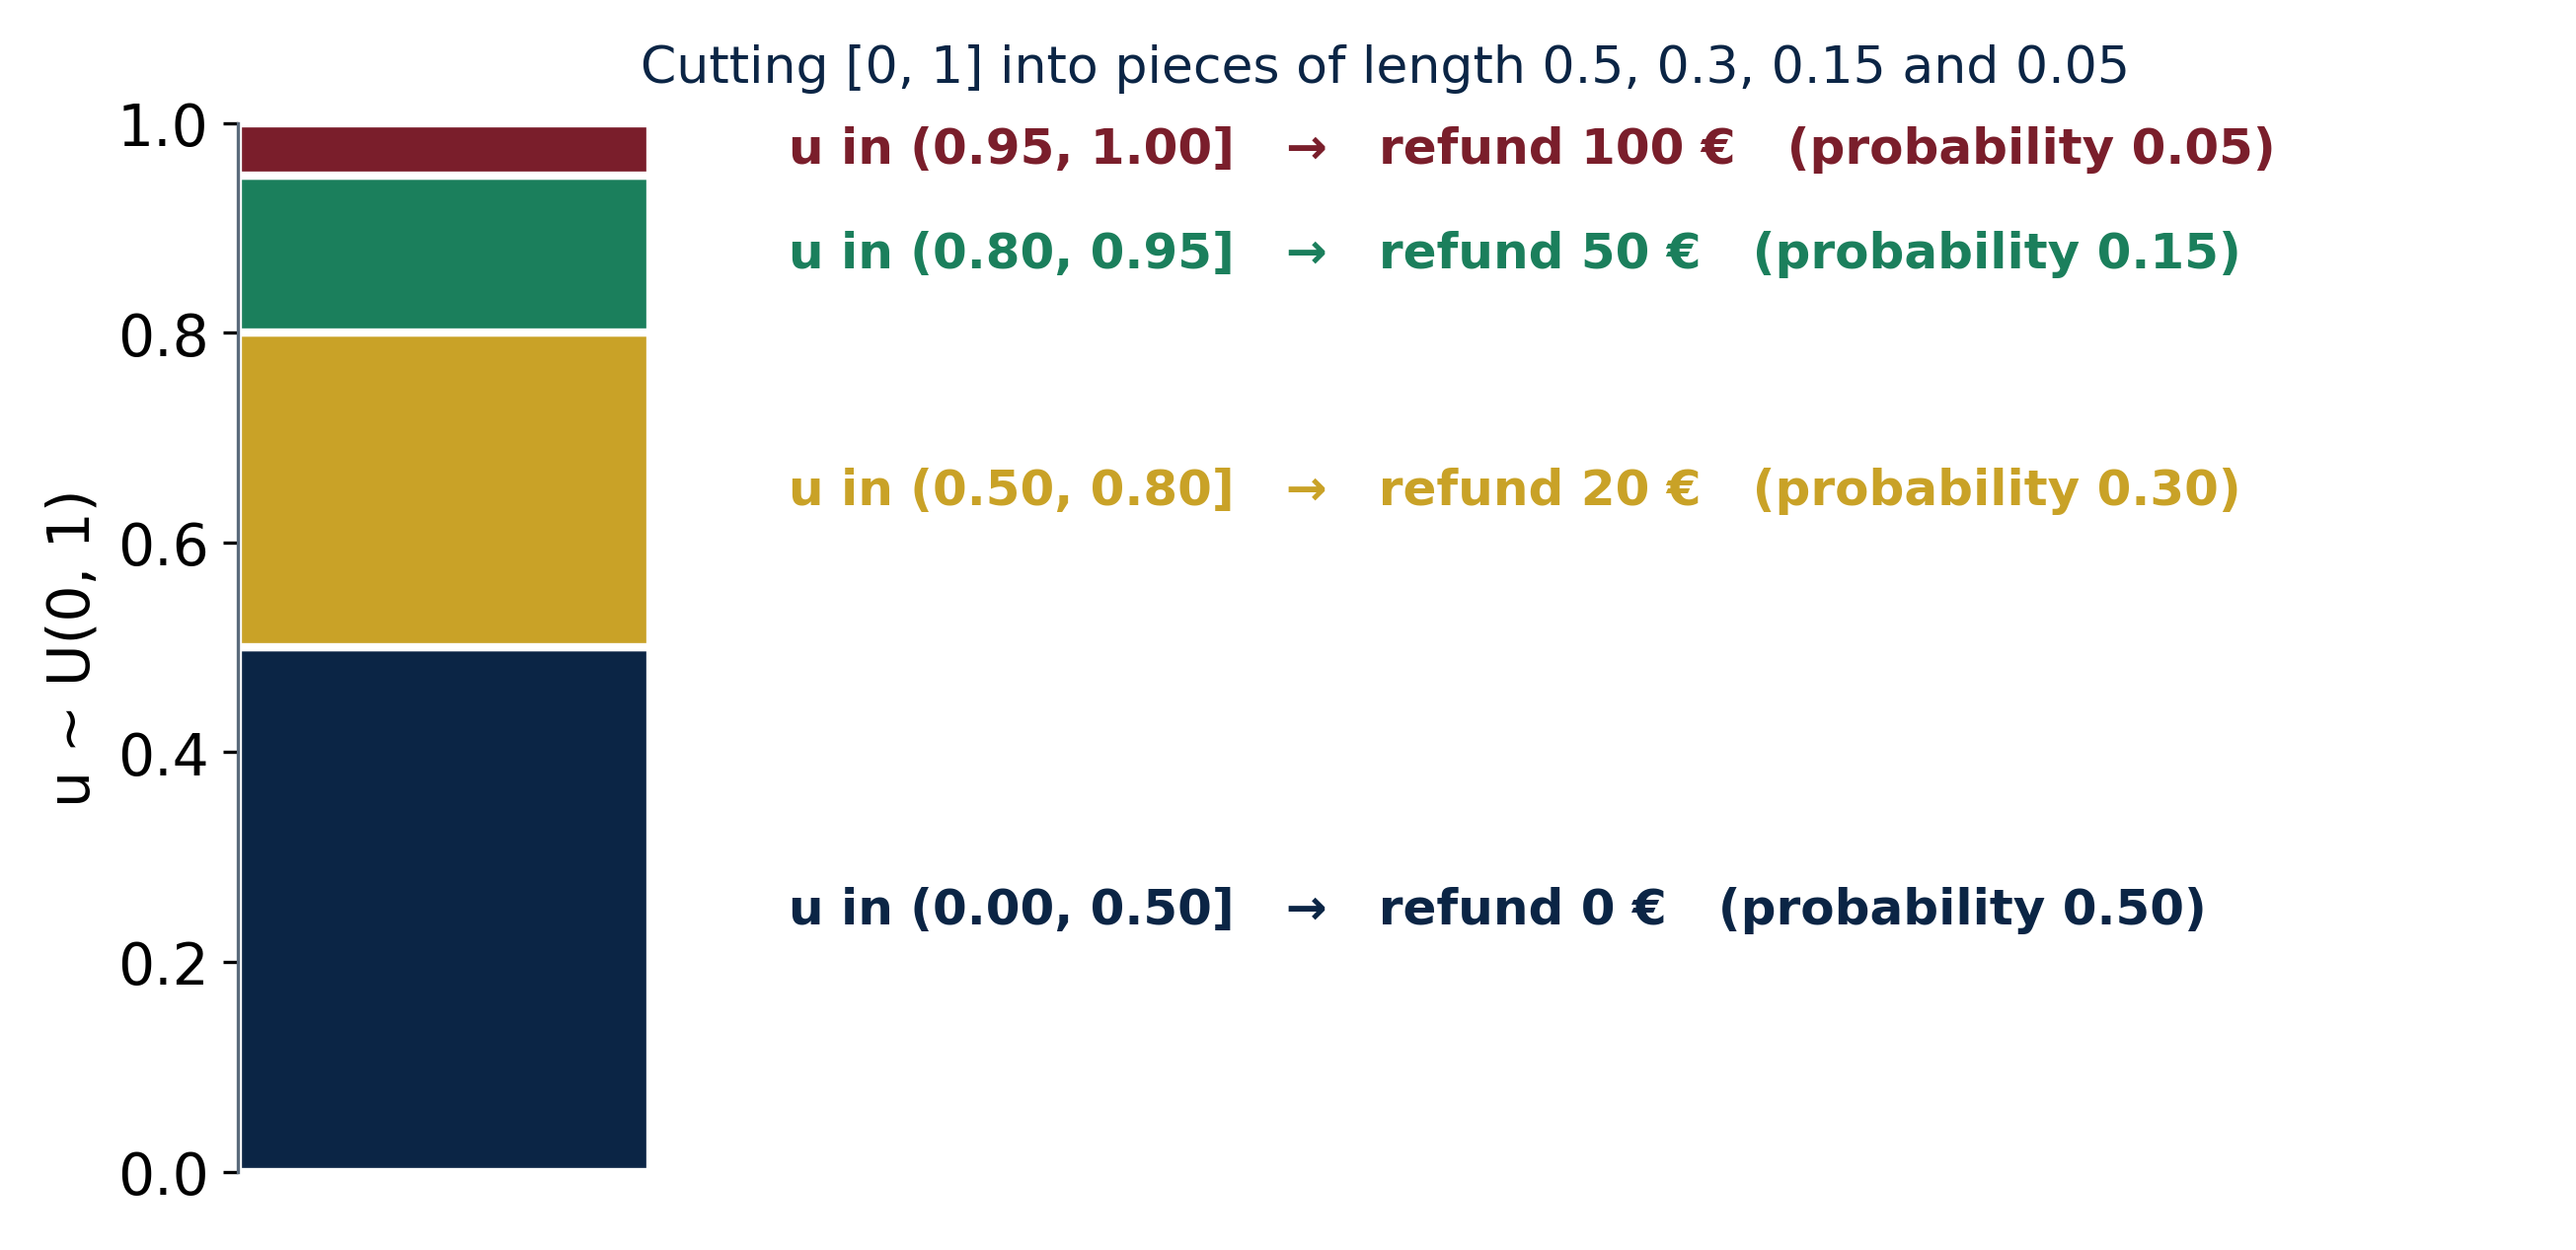 Cutting [0, 1] into pieces of length 0.5, 0.3, 0.15 and 0.05
1.0
u in (0.95, 1.00] → refund 100 € (probability 0.05)
u in (0.80, 0.95] → refund 50 € (probability 0.15)
0.8
u in (0.50, 0.80] → refund 20 € (probability 0.30)
0.6
u ~ U(0, 1)
0.4
u in (0.00, 0.50] → refund 0 € (probability 0.50)
0.2
0.0